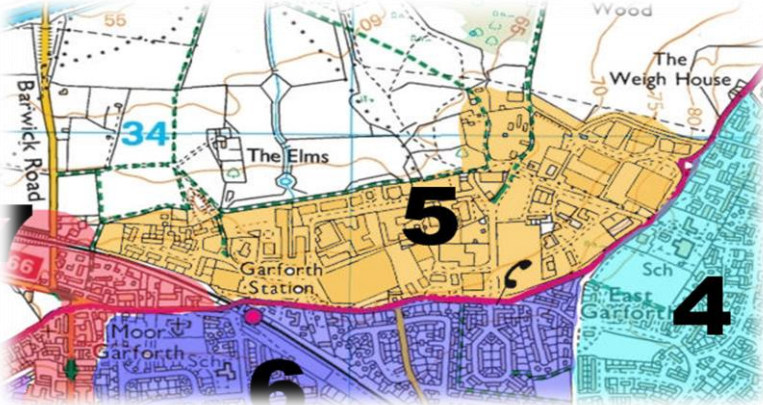 55
60
65
Wood
The
Weigh House
70
75
80
Barwick Road
34
The Elms
5
7
66
Garforth
Station
Sch
East
Garforth
4
Moor
Garforth
Sch
6